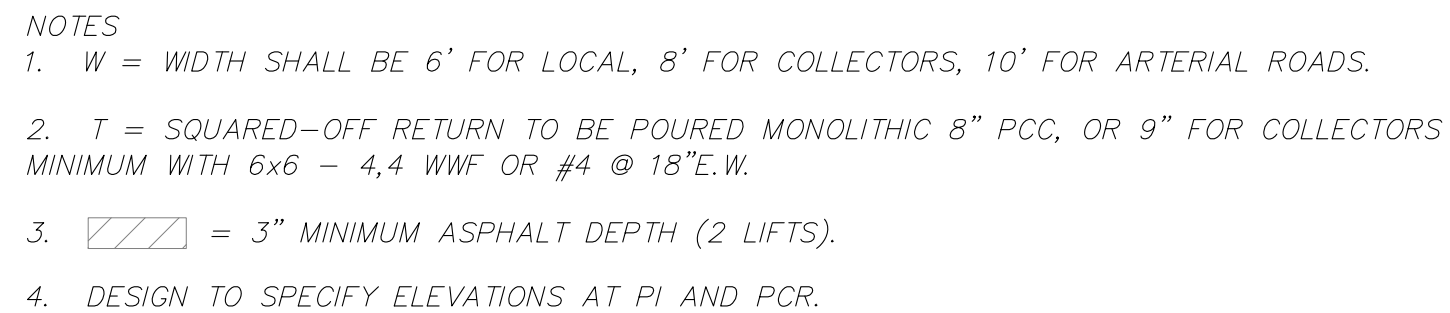 NOTES
1. W = WIDTH SHALL BE 6' FOR LOCAL, 8' FOR COLLECTORS, 10' FOR ARTERIAL ROADS.
2. T = SQUARED-OFF RETURN TO BE POURED MONOLITHIC 8" PCC, OR 9" FOR COLLECTORS
MINIMUM WITH 6x6 - 4,4 WWF OR #4 @ 18"E.W.
3. = 3" MINIMUM ASPHALT DEPTH (2 LIFTS).
4. DESIGN TO SPECIFY ELEVATIONS AT PI AND PCR.